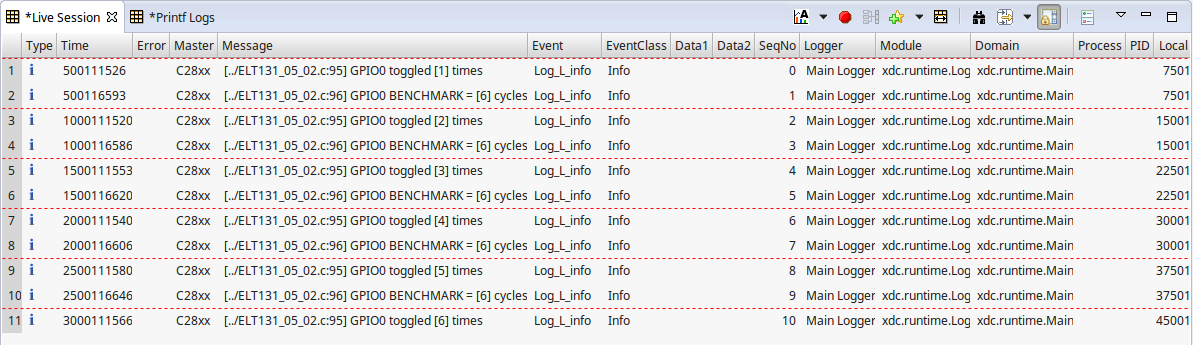 *Live Session *Printf Logs
Type Time Error Master Message Event EventClass Data1 Data2 SeqNo Logger Module Domain Process PID Local
1 i 500111526 C28xx [../ELT131_05_02.c:95] GPIO0 toggled [1] times Log_L_info Info 0 Main Logger xdc.runtime.Log xdc.runtime.Main 7501
2 i 500116593 C28xx [../ELT131_05_02.c:96] GPIO0 BENCHMARK = [6] cycles Log_L_info Info 1 Main Logger xdc.runtime.Log xdc.runtime.Main 7501
3 i 1000111520 C28xx [../ELT131_05_02.c:95] GPIO0 toggled [2] times Log_L_info Info 2 Main Logger xdc.runtime.Log xdc.runtime.Main 15001
4 i 1000116586 C28xx [../ELT131_05_02.c:96] GPIO0 BENCHMARK = [6] cycles Log_L_info Info 3 Main Logger xdc.runtime.Log xdc.runtime.Main 15001
5 i 1500111553 C28xx [../ELT131_05_02.c:95] GPIO0 toggled [3] times Log_L_info Info 4 Main Logger xdc.runtime.Log xdc.runtime.Main 22501
6 i 1500116620 C28xx [../ELT131_05_02.c:96] GPIO0 BENCHMARK = [6] cycles Log_L_info Info 5 Main Logger xdc.runtime.Log xdc.runtime.Main 22501
7 i 2000111540 C28xx [../ELT131_05_02.c:95] GPIO0 toggled [4] times Log_L_info Info 6 Main Logger xdc.runtime.Log xdc.runtime.Main 30001
8 i 2000116606 C28xx [../ELT131_05_02.c:96] GPIO0 BENCHMARK = [6] cycles Log_L_info Info 7 Main Logger xdc.runtime.Log xdc.runtime.Main 30001
9 i 2500111580 C28xx [../ELT131_05_02.c:95] GPIO0 toggled [5] times Log_L_info Info 8 Main Logger xdc.runtime.Log xdc.runtime.Main 37501
10 i 2500116646 C28xx [../ELT131_05_02.c:96] GPIO0 BENCHMARK = [6] cycles Log_L_info Info 9 Main Logger xdc.runtime.Log xdc.runtime.Main 37501
11 i 3000111566 C28xx [../ELT131_05_02.c:95] GPIO0 toggled [6] times Log_L_info Info 10 Main Logger xdc.runtime.Log xdc.runtime.Main 45001